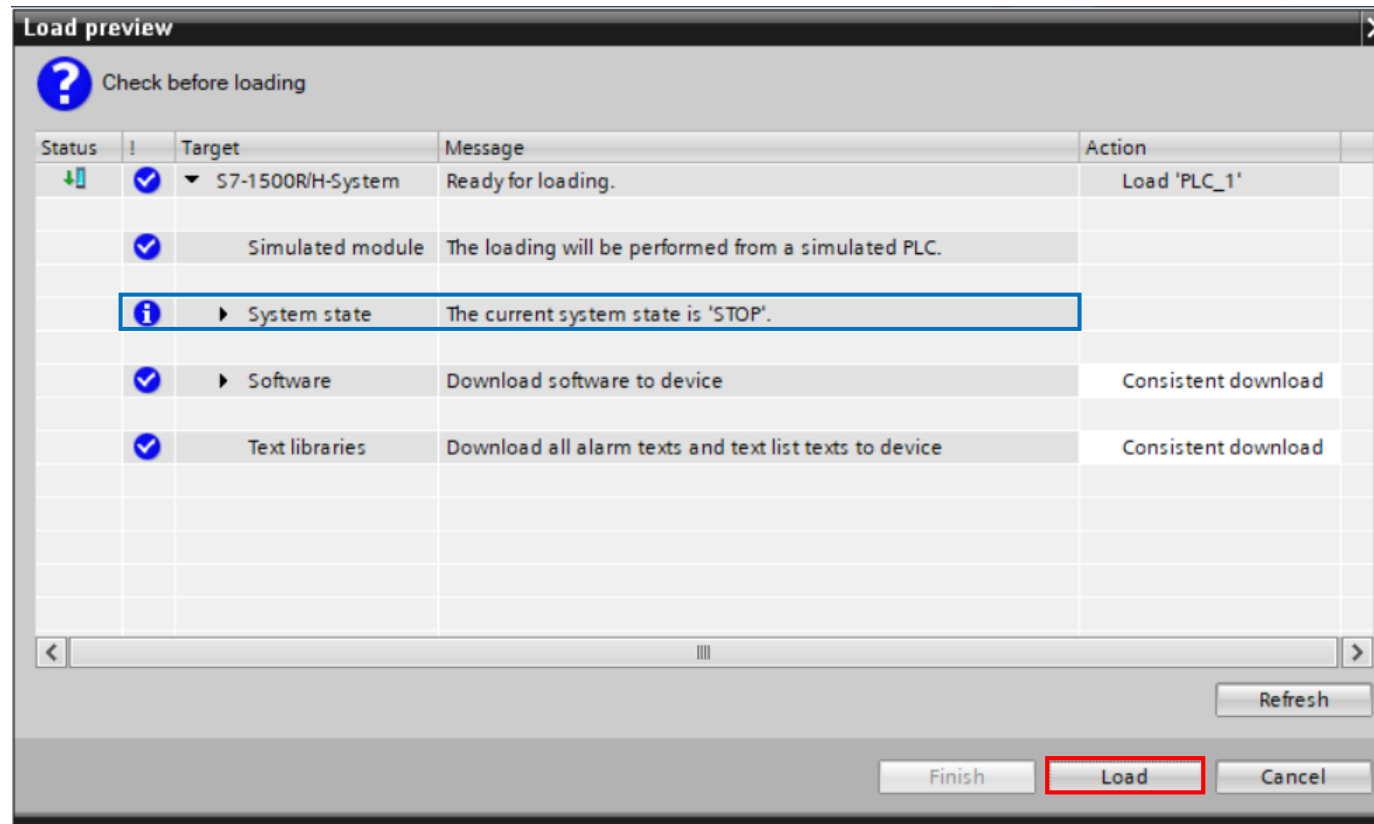 Load preview
Check before loading
Status ! Target Message Action
S7-1500R/H-System Ready for loading. Load 'PLC_1'
Simulated module The loading will be performed from a simulated PLC.
System state The current system state is 'STOP'.
Software Download software to device Consistent download
Text libraries Download all alarm texts and text list texts to device Consistent download
Refresh
Finish Load Cancel